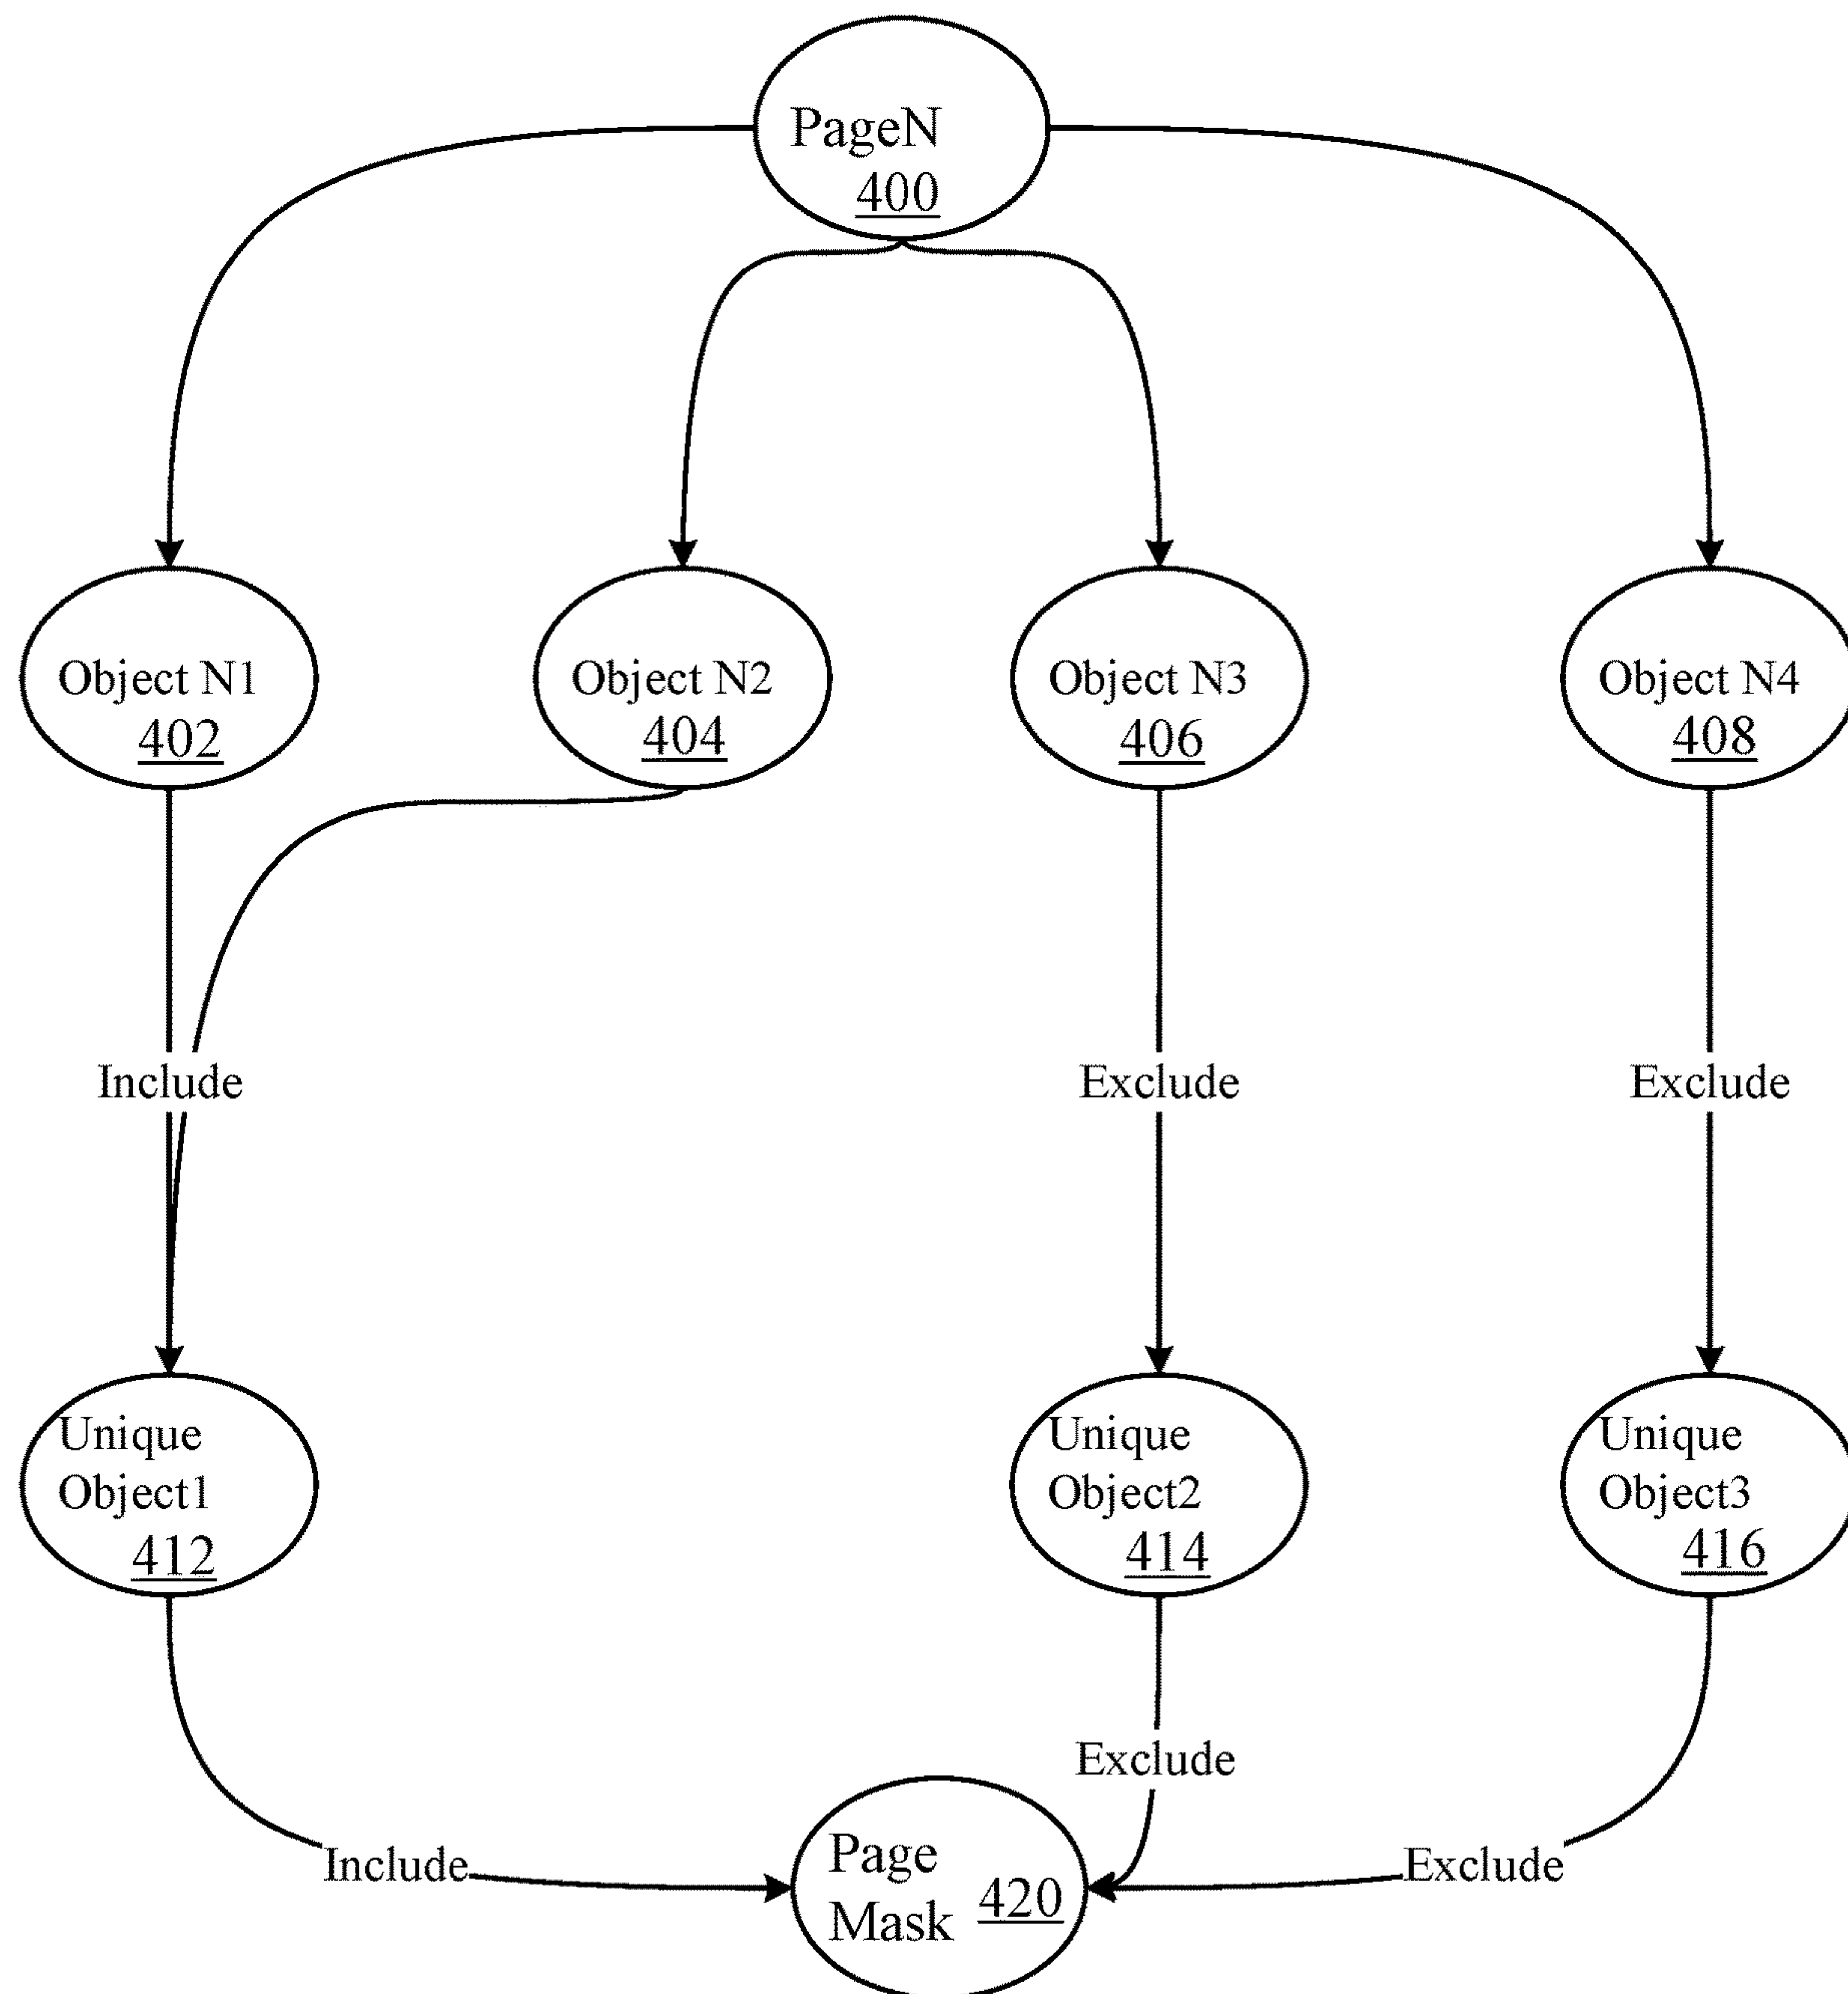 PageN
400
Object N1
402
Object N2
404
Object N3
406
Object N4
408
Include
Exclude
Exclude
Unique
Object1
412
Unique
Object2
414
Unique
Object3
416
Include
Exclude
Exclude
Page
Mask 420